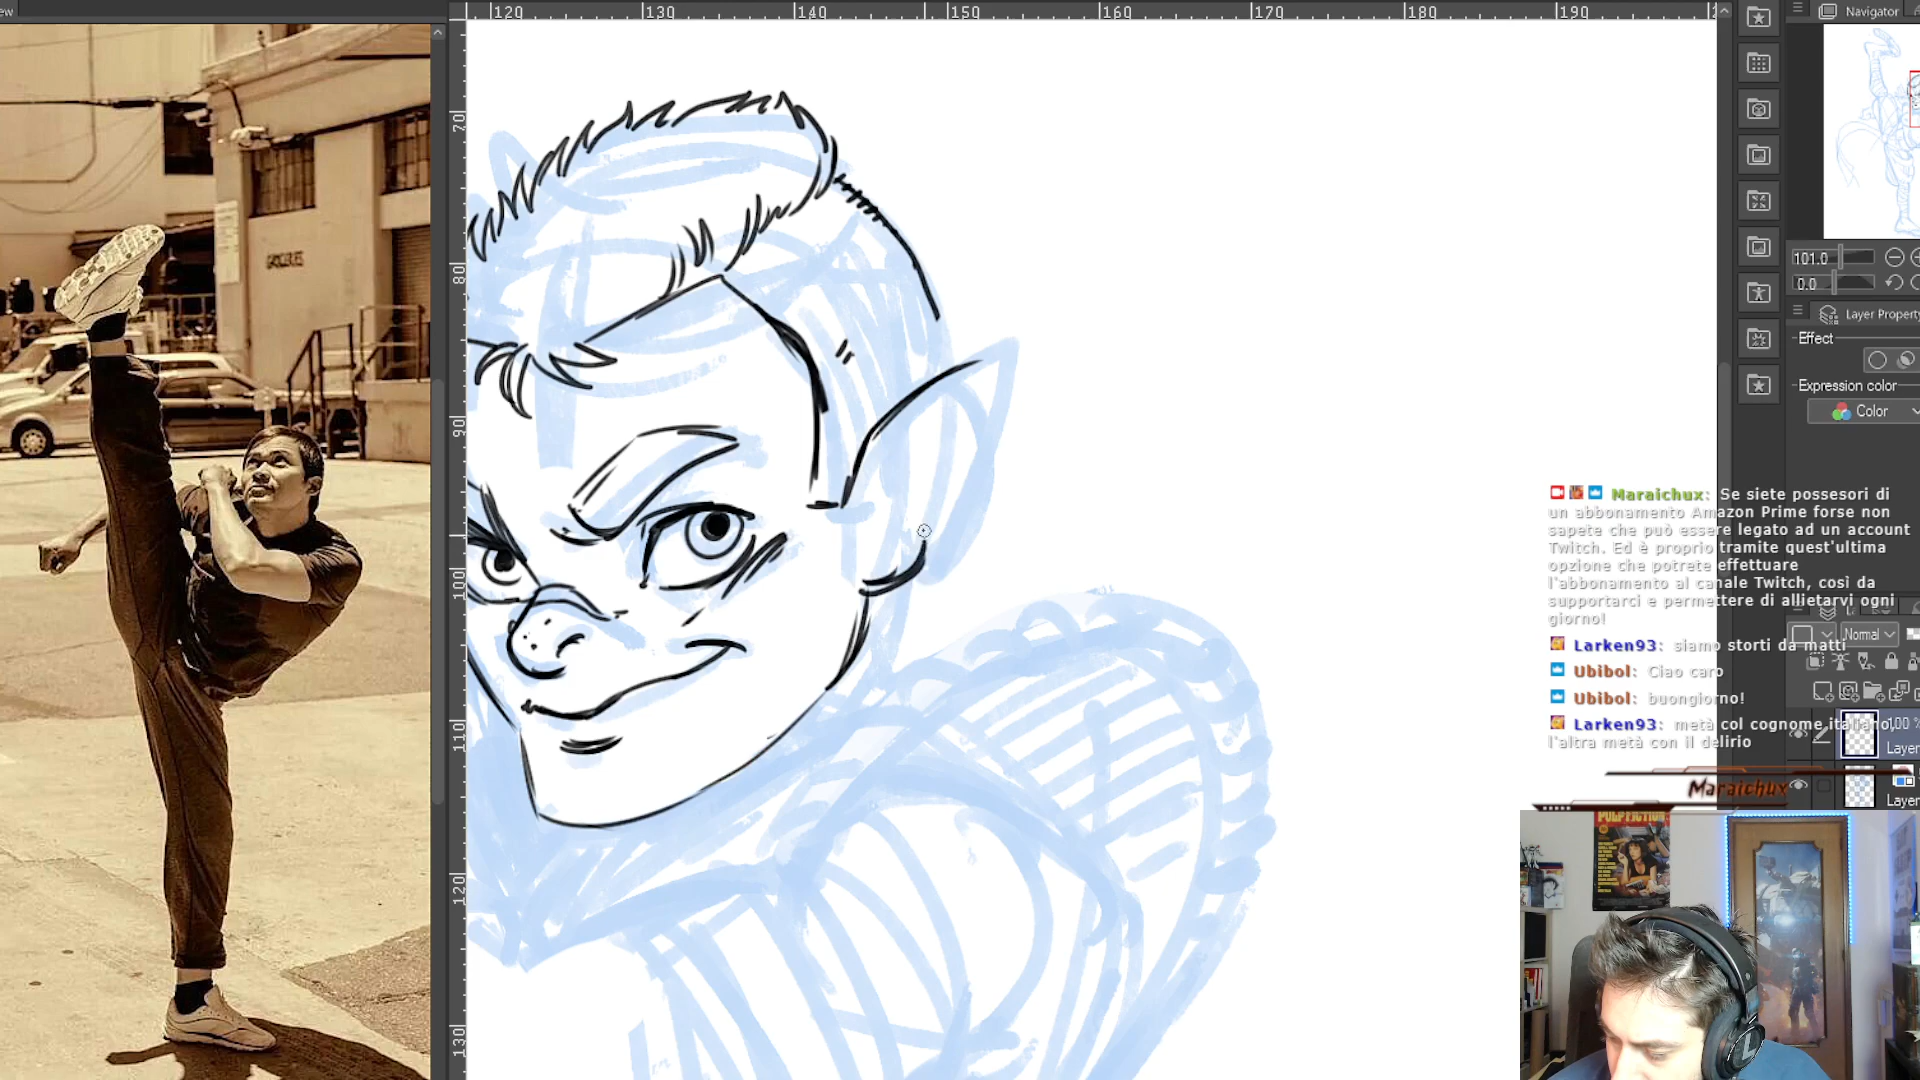 ew
120 130 140 150 160 170 180 190
70
80
90
100
110
120
130
GROCERIES
Navigator
101.0
0.0
Layer Property
Effect
Expression color
Color
Normal
100 %
Layer
Layer
Maraichux: Se siete possesori di
un abbonamento Amazon Prime forse non
sapete che può essere legato ad un account
Twitch. Ed è proprio tramite quest'ultima
opzione che potrete effettuare
l'abbonamento al canale Twitch, così da
supportarci e permettere di allietarvi ogni
giorno!
Larken93: siamo storti da matti
Ubibol: Ciao caro
Ubibol: buongiorno!
Larken93: metà col cognome italiano,
l'altra metà con il delirio
Maraichux
PULP FICTION